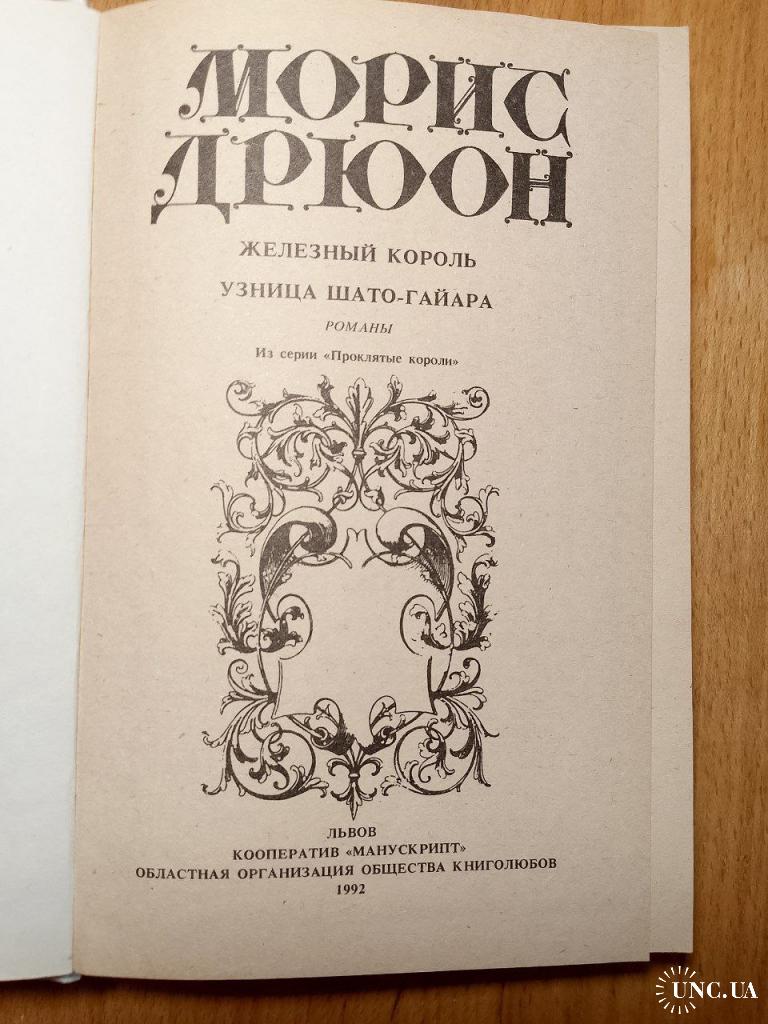 МОРИС
ДРЮОН
ЖЕЛЕЗНЫЙ КОРОЛЬ
УЗНИЦА ШАТО-ГАЙАРА
РОМАНЫ
Из серии «Проклятые короли»
ЛЬВОВ
КООПЕРАТИВ «МАНУСКРИПТ»
ОБЛАСТНАЯ ОРГАНИЗАЦИЯ ОБЩЕСТВА КНИГОЛЮБОВ
1992
UNC.UA